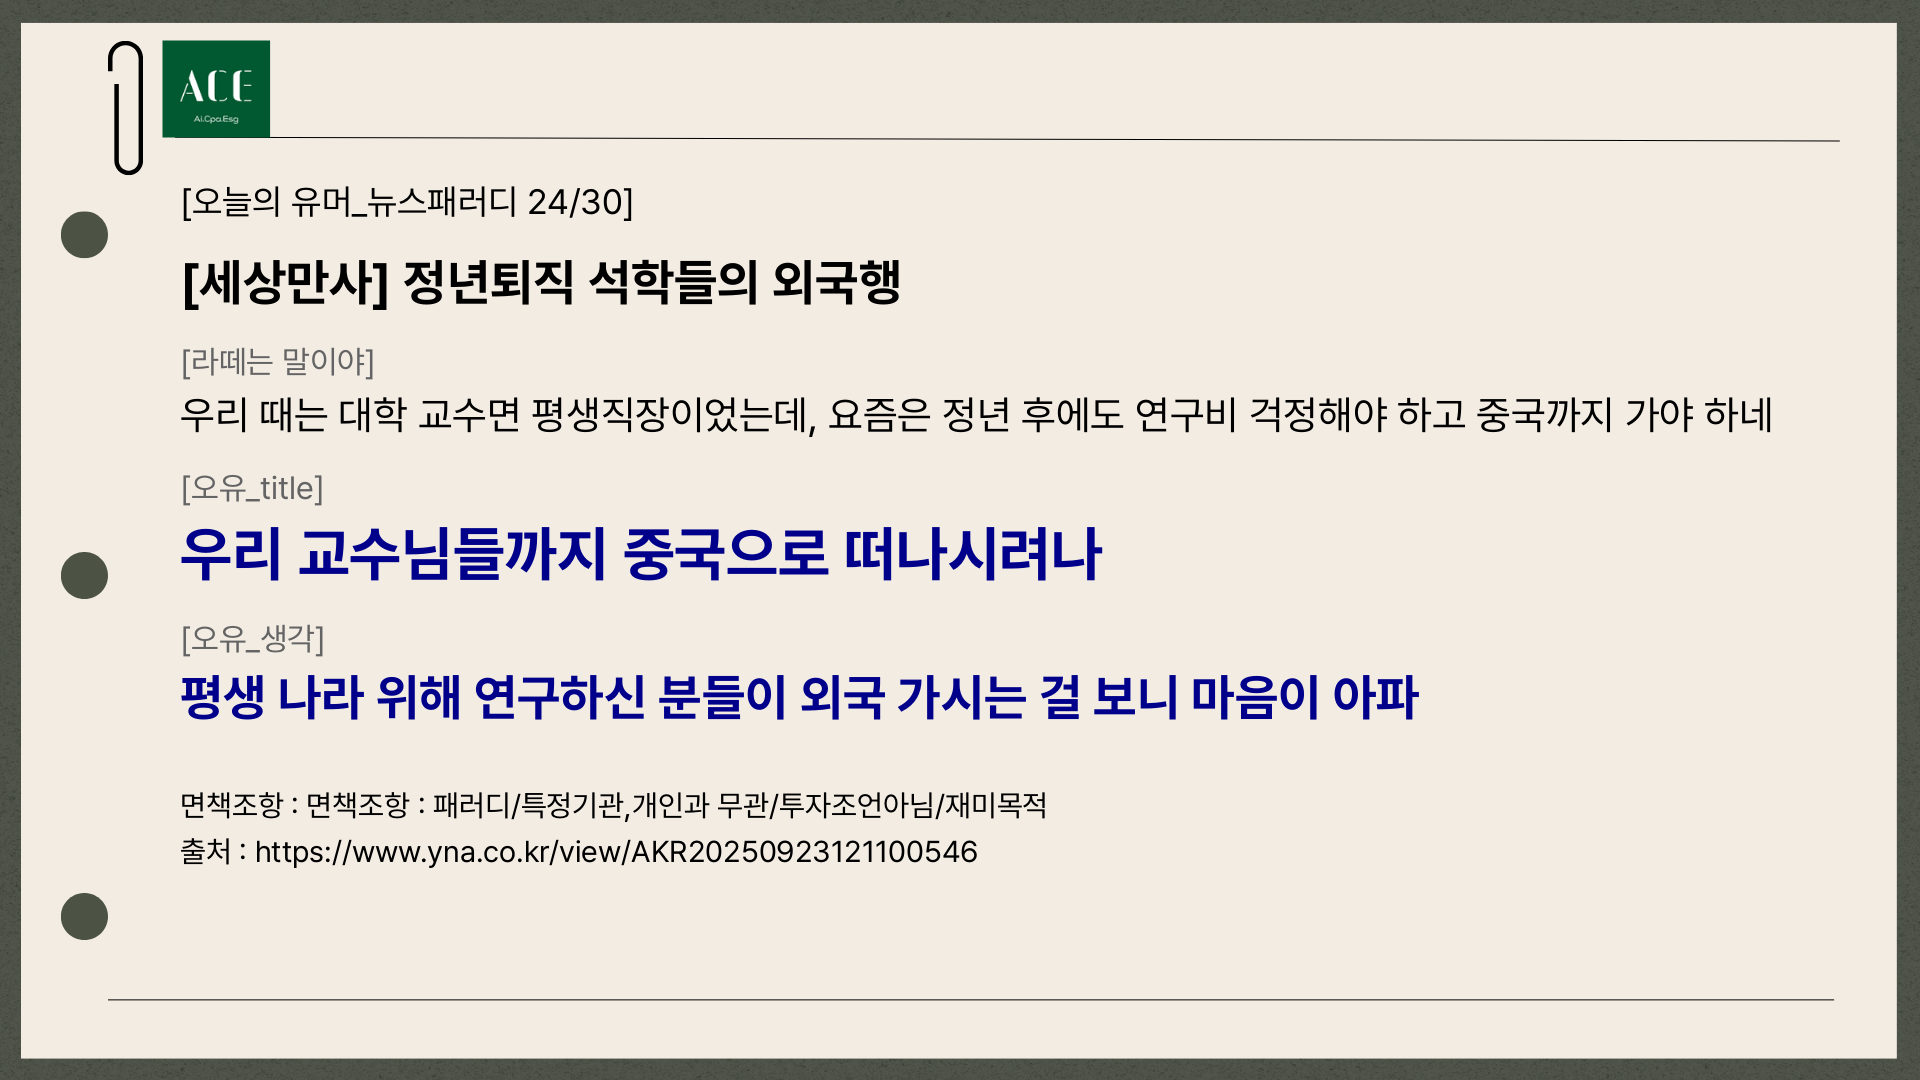 ACE
Ai.Cpa.Esg
[오늘의 유머_뉴스패러디 24/30]
[세상만사] 정년퇴직 석학들의 외국행
[라떼는 말이야]
우리 때는 대학 교수면 평생직장이었는데, 요즘은 정년 후에도 연구비 걱정해야 하고 중국까지 가야 하네
[오유_title]
우리 교수님들까지 중국으로 떠나시려나
[오유_생각]
평생 나라 위해 연구하신 분들이 외국 가시는 걸 보니 마음이 아파
면책조항 : 면책조항 : 패러디/특정기관,개인과 무관/투자조언아님/재미목적
출처 : https://www.yna.co.kr/view/AKR20250923121100546